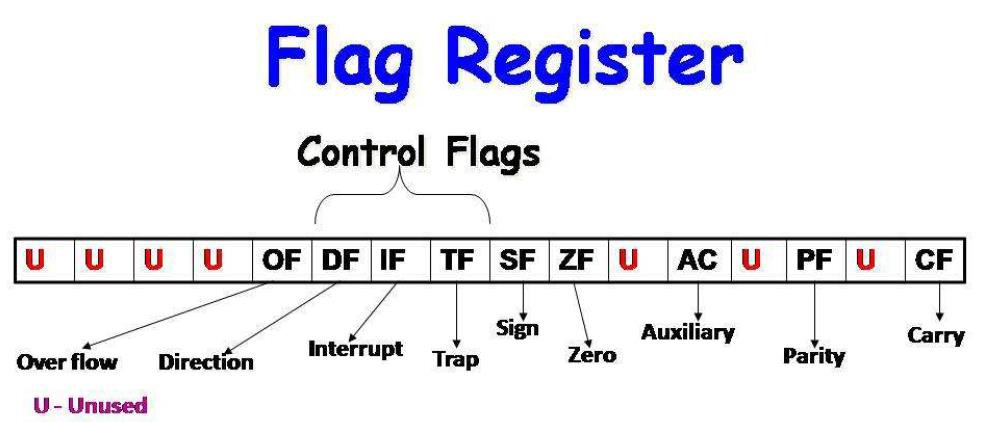 Flag Register
Control Flags
U U U U OF DF IF TF SF ZF U AC U PF U CF
Over flow Direction Interrupt Trap Sign Zero Auxiliary Parity Carry
U - Unused